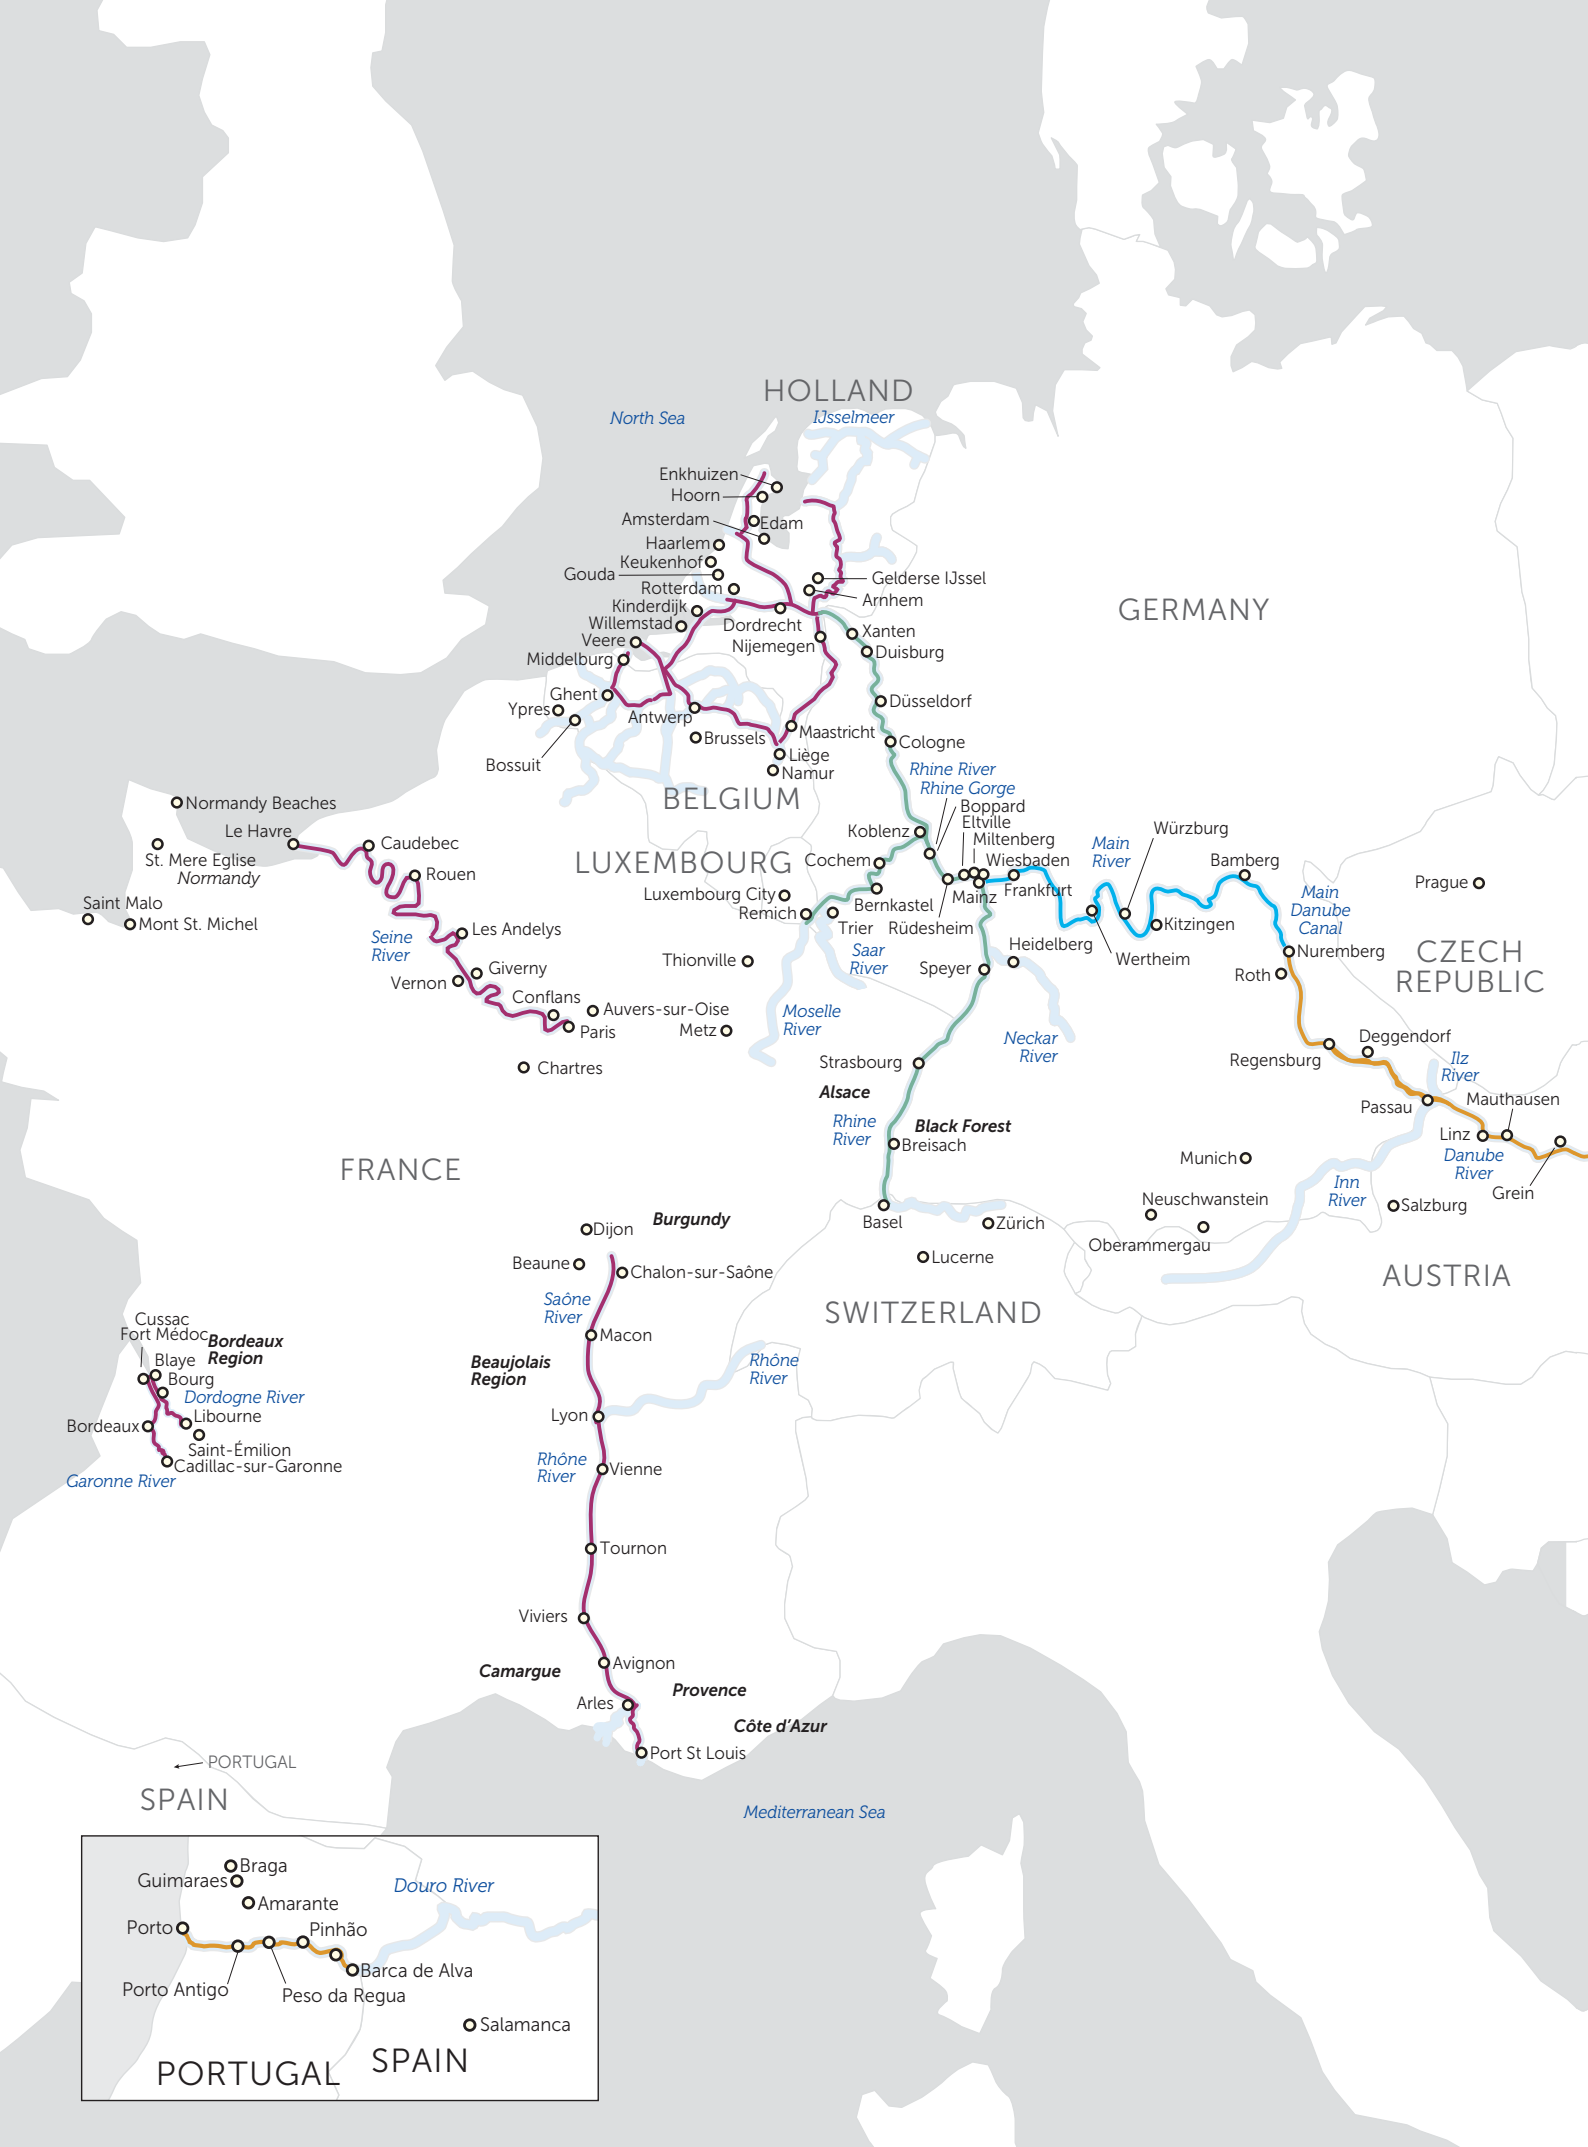 HOLLAND
North Sea
IJsselmeer
Enkhuizen
Hoorn
Amsterdam
Edam
Haarlem
Keukenhof
Gouda
Gelderse IJssel
Rotterdam
Arnhem
Kinderdijk
Willemstad
Dordrecht
Xanten
GERMANY
Veere
Nijemegen
Duisburg
Middelburg
Ghent
Ypres
Antwerp
Düsseldorf
Brussels
Maastricht
Cologne
Bossuit
Liège
Namur
Rhine River
Rhine Gorge
BELGIUM
Normandy Beaches
Boppard
Eltville
Le Havre
Koblenz
Miltenberg
Würzburg
Caudebec
Main
River
St. Mere Eglise
Normandy
LUXEMBOURG
Cochem
Wiesbaden
Bamberg
Rouen
Luxembourg City
Bernkastel
Mainz
Frankfurt
Prague
Saint Malo
Remich
Main
Danube
Canal
Mont St. Michel
Les Andelys
Trier
Rüdesheim
Kitzingen
Seine
River
Saar
River
Heidelberg
Wertheim
Nuremberg
CZECH
REPUBLIC
Giverny
Thionville
Speyer
Roth
Vernon
Conflans
Auvers-sur-Oise
Moselle
River
Paris
Metz
Neckar
River
Deggendorf
Chartres
Strasbourg
Regensburg
Ilz
River
Alsace
Passau
Mauthausen
Rhine
River
Black Forest
Linz
Breisach
Danube
River
FRANCE
Munich
Inn
River
Grein
Neuschwanstein
Salzburg
Burgundy
Basel
Zürich
Dijon
Oberammergau
Beaune
Lucerne
Chalon-sur-Saône
AUSTRIA
Saône
River
SWITZERLAND
Cussac
Fort Médoc
Bordeaux
Region
Macon
Blaye
Beaujolais
Region
Rhône
River
Bourg
Dordogne River
Libourne
Bordeaux
Lyon
Saint-Émilion
Cadillac-sur-Garonne
Garonne River
Rhône
River
Vienne
Tournon
Viviers
Avignon
Camargue
Provence
Arles
Côte d’Azur
Port St Louis
PORTUGAL
SPAIN
Mediterranean Sea
Braga
Guimaraes
Douro River
Amarante
Porto
Pinhão
Barca de Alva
Porto Antigo
Peso da Regua
Salamanca
PORTUGAL
SPAIN